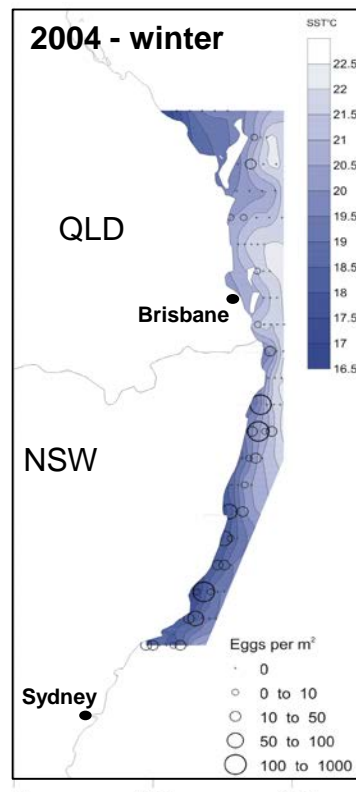 2004 - winter
SST°C
22.5
22
21.5
21
20.5
20
19.5
19
18.5
18
17.5
17
16.5
QLD
Brisbane
NSW
Sydney
Eggs per m²
0
0 to 10
10 to 50
50 to 100
100 to 1000